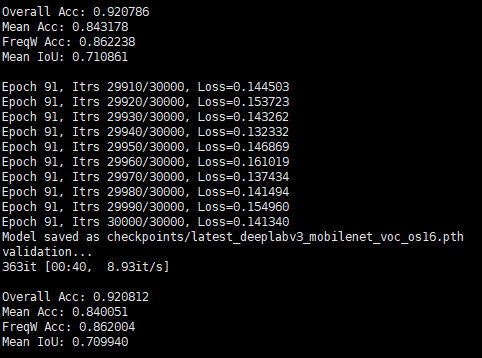 Overall Acc: 0.920786
Mean Acc: 0.843178
FreqW Acc: 0.862238
Mean IoU: 0.710861
Epoch 91, Itrs 29910/30000, Loss=0.144503
Epoch 91, Itrs 29920/30000, Loss=0.153723
Epoch 91, Itrs 29930/30000, Loss=0.143262
Epoch 91, Itrs 29940/30000, Loss=0.132332
Epoch 91, Itrs 29950/30000, Loss=0.146869
Epoch 91, Itrs 29960/30000, Loss=0.161019
Epoch 91, Itrs 29970/30000, Loss=0.137434
Epoch 91, Itrs 29980/30000, Loss=0.141494
Epoch 91, Itrs 29990/30000, Loss=0.154960
Epoch 91, Itrs 30000/30000, Loss=0.141340
Model saved as checkpoints/latest_deeplabv3_mobilenet_voc_os16.pth
validation...
363it [00:40,  8.93it/s]
Overall Acc: 0.920812
Mean Acc: 0.840051
FreqW Acc: 0.862004
Mean IoU: 0.709940